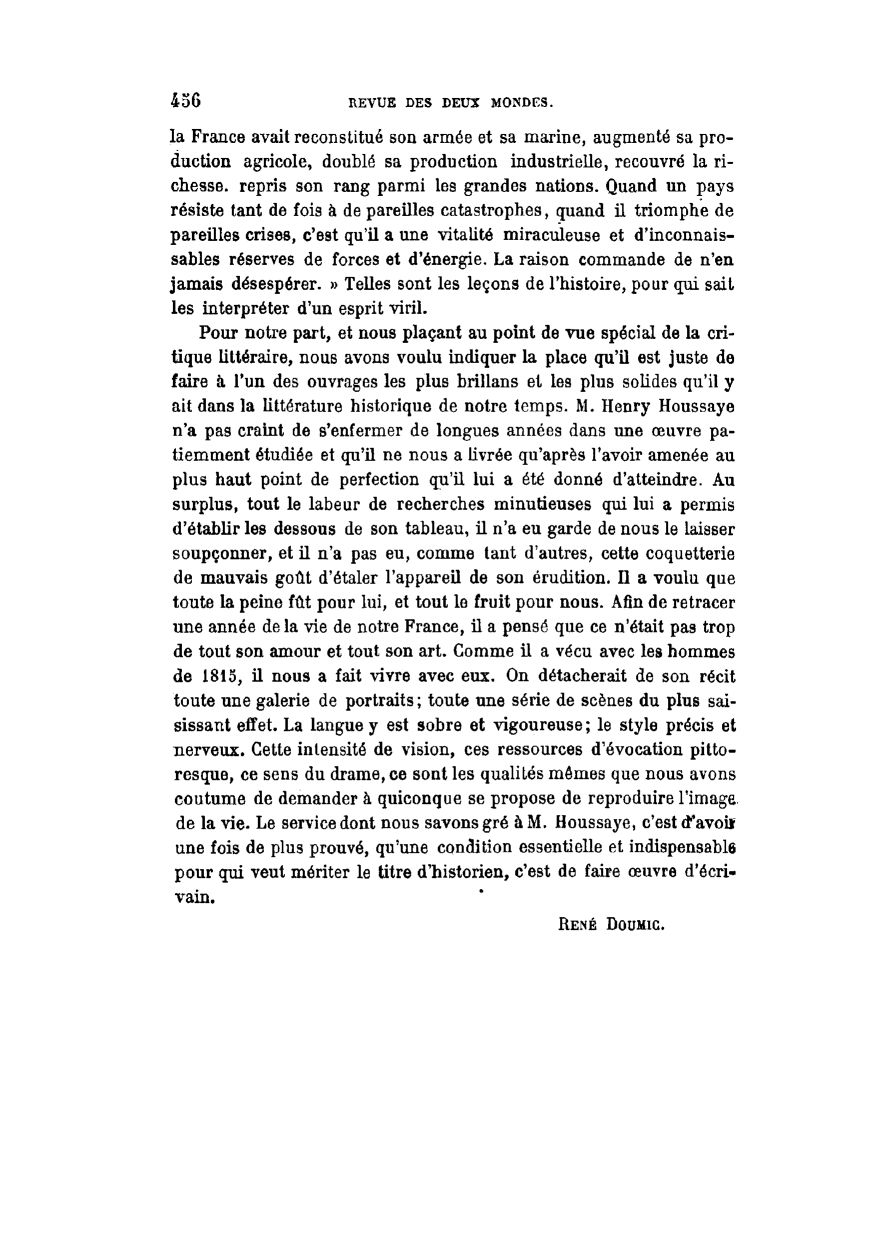 456 REVUE DES DEUX MONDES.
la France avait reconstitué son armée et sa marine, augmenté sa pro-
duction agricole, doublé sa production industrielle, recouvré la ri-
chesse. repris son rang parmi les grandes nations. Quand un pays
résiste tant de fois à de pareilles catastrophes, quand il triomphe de
pareilles crises, c'est qu'il a une vitalité miraculeuse et d'inconnais-
sables réserves de forces et d'énergie. La raison commande de n'en
jamais désespérer. » Telles sont les leçons de l'histoire, pour qui sait
les interpréter d'un esprit viril.
Pour notre part, et nous plaçant au point de vue spécial de la cri-
tique littéraire, nous avons voulu indiquer la place qu'il est juste de
faire à l'un des ouvrages les plus brillans et les plus solides qu'il y
ait dans la littérature historique de notre temps. M. Henry Houssaye
n'a pas craint de s'enfermer de longues années dans une œuvre pa-
tiemment étudiée et qu'il ne nous a livrée qu'après l'avoir amenée au
plus haut point de perfection qu'il lui a été donné d'atteindre. Au
surplus, tout le labeur de recherches minutieuses qui lui a permis
d'établir les dessous de son tableau, il n'a eu garde de nous le laisser
soupçonner, et il n'a pas eu, comme tant d'autres, cette coquetterie
de mauvais goût d'étaler l'appareil de son érudition. Il a voulu que
toute la peine fût pour lui, et tout le fruit pour nous. Afin de retracer
une année de la vie de notre France, il a pensé que ce n'était pas trop
de tout son amour et tout son art. Comme il a vécu avec les hommes
de 1815, il nous a fait vivre avec eux. On détacherait de son récit
toute une galerie de portraits; toute une série de scènes du plus sai-
sissant effet. La langue y est sobre et vigoureuse; le style précis et
nerveux. Cette intensité de vision, ces ressources d'évocation pitto-
resque, ce sens du drame, ce sont les qualités mêmes que nous avons
coutume de demander à quiconque se propose de reproduire l'image
de la vie. Le service dont nous savons gré à M. Houssaye, c'est d'avoir
une fois de plus prouvé, qu'une condition essentielle et indispensable
pour qui veut mériter le titre d'historien, c'est de faire œuvre d'écri-
vain.
RENÉ DOUMIC.